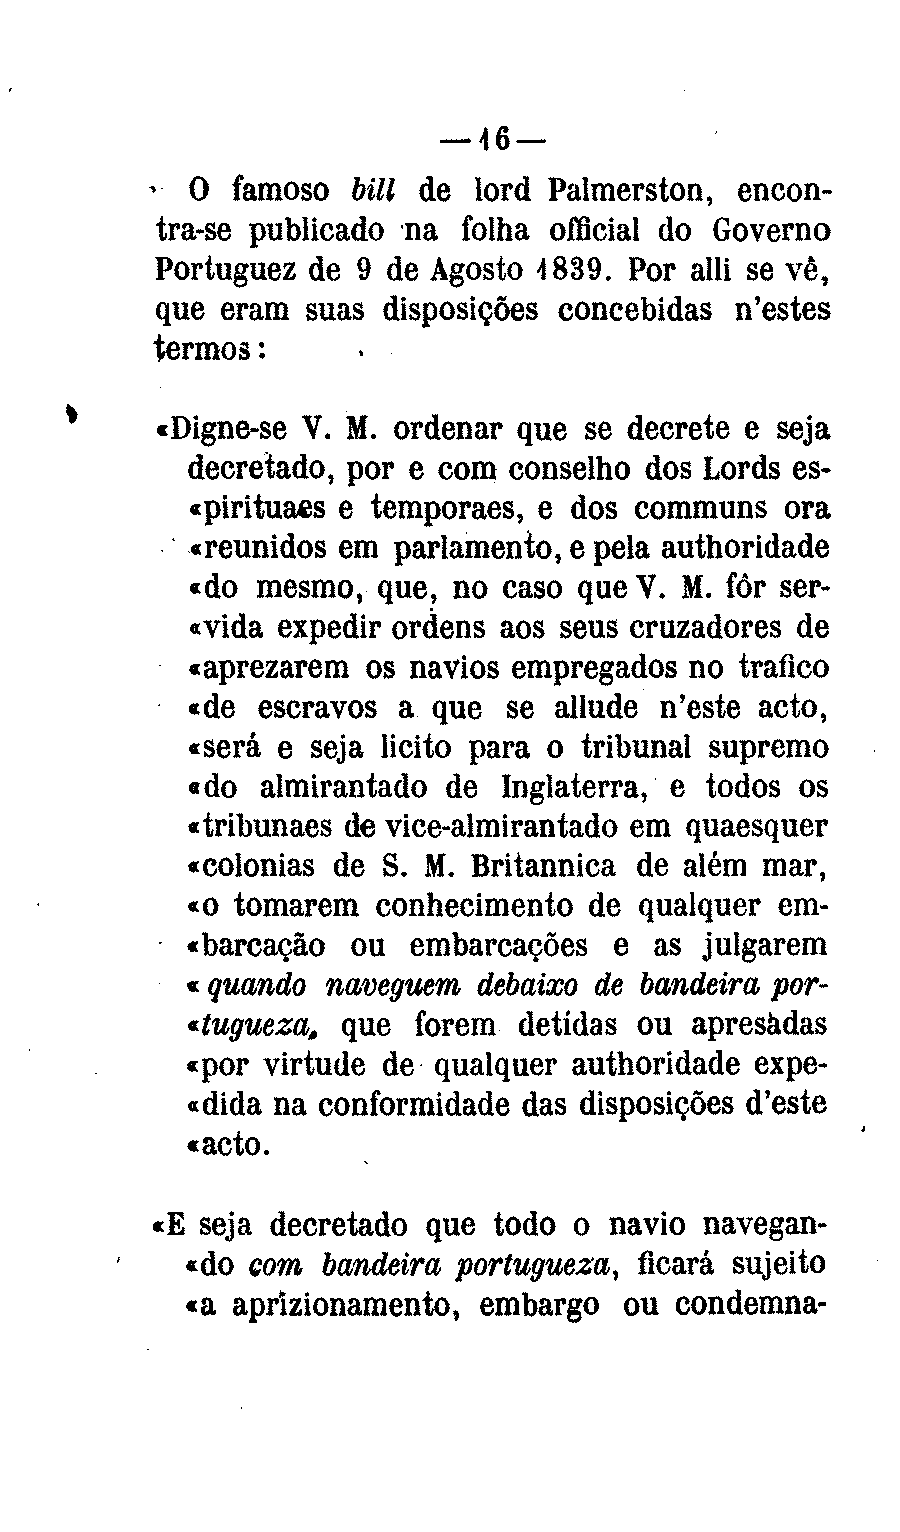 —16—
O famoso bill de lord Palmerston, encon-
tra-se publicado na folha official do Governo
Portuguez de 9 de Agosto 1839. Por alli se vê,
que eram suas disposições concebidas n'estes
termos:
«Digne-se V. M. ordenar que se decrete e seja
decretado, por e com conselho dos Lords es-
«pirituaes e temporaes, e dos communs ora
«reunidos em parlamento, e pela authoridade
«do mesmo, que, no caso que V. M. fôr ser-
«vida expedir ordens aos seus cruzadores de
«aprezarem os navios empregados no trafico
«de escravos a que se allude n'este acto,
«será e seja licito para o tribunal supremo
«do almirantado de Inglaterra, e todos os
«tribunaes de vice-almirantado em quaesquer
«colonias de S. M. Britannica de além mar,
«o tomarem conhecimento de qualquer em-
«barcação ou embarcações e as julgarem
«quando naveguem debaixo de bandeira por-
«tugueza, que forem detidas ou apresadas
«por virtude de qualquer authoridade expe-
«dida na conformidade das disposições d'este
«acto.
«E seja decretado que todo o navio navegan-
«do com bandeira portugueza, ficará sujeito
«a aprizionamento, embargo ou condemna-